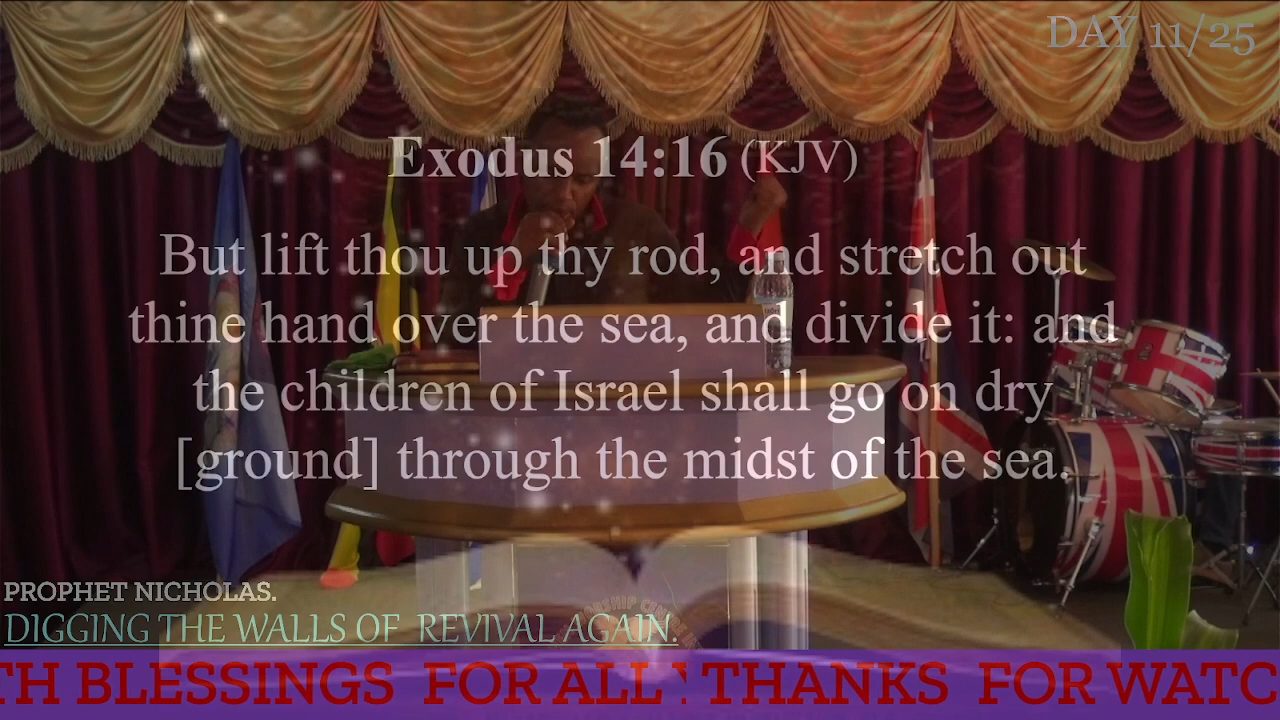 DAY 11/25
Exodus 14:16 (KJV)
But lift thou up thy rod, and stretch out
thine hand over the sea, and divide it: and
the children of Israel shall go on dry
[ground] through the midst of the sea.
PROPHET NICHOLAS.
DIGGING THE WALLS OF REVIVAL AGAIN.
TH BLESSINGS FOR ALL THANKS FOR WATC